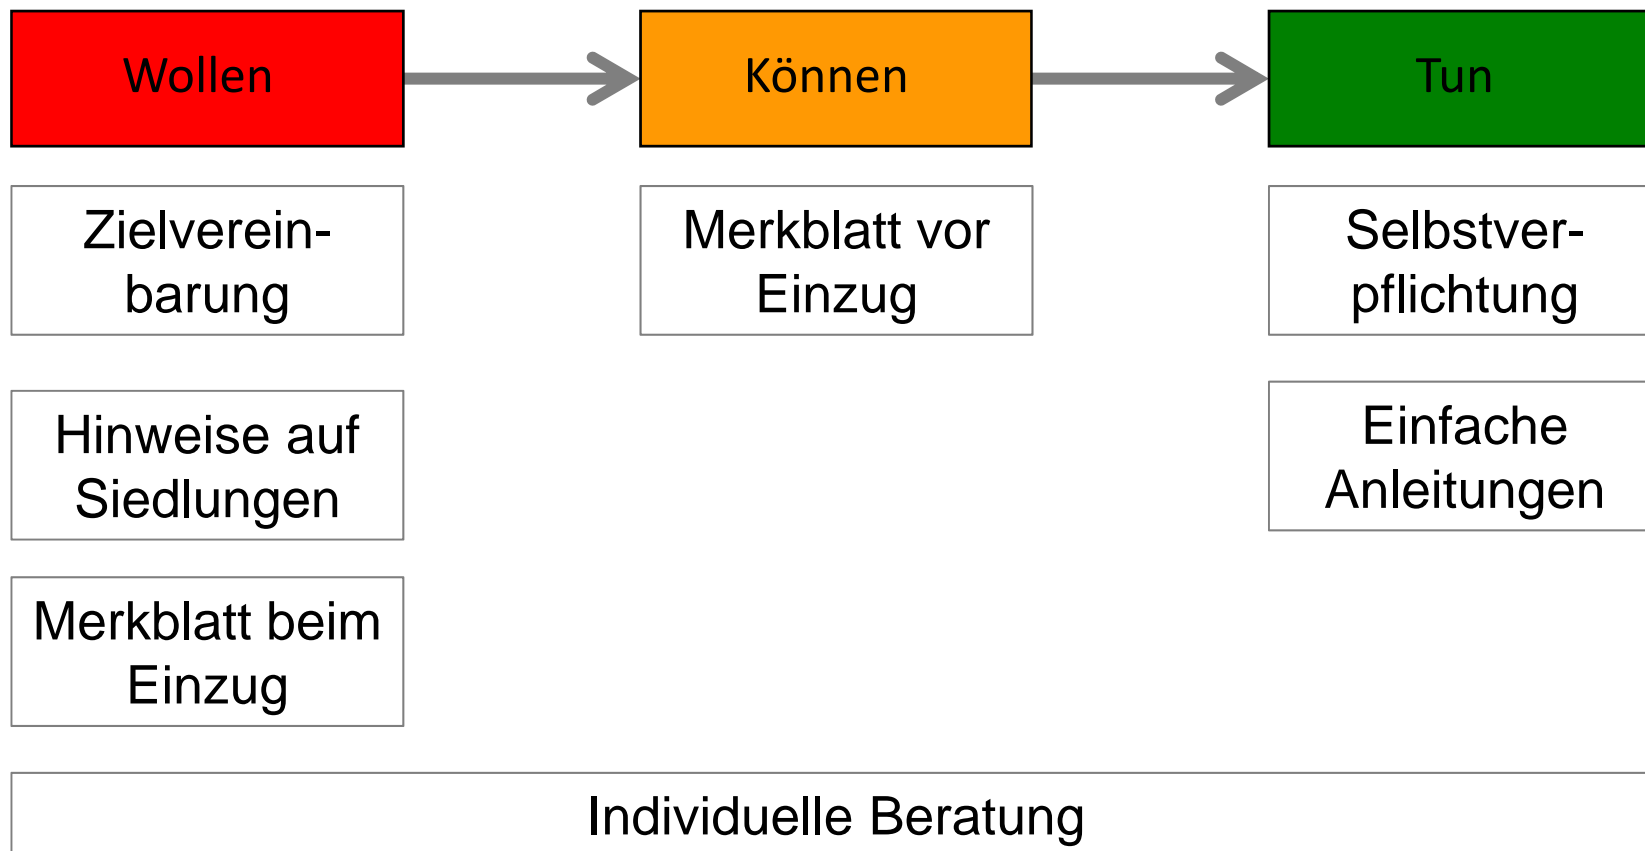 Wollen
Können
Tun
Zielverein-
barung
Merkblatt vor
Einzug
Selbstver-
pflichtung
Hinweise auf
Siedlungen
Einfache
Anleitungen
Merkblatt beim
Einzug
Individuelle Beratung